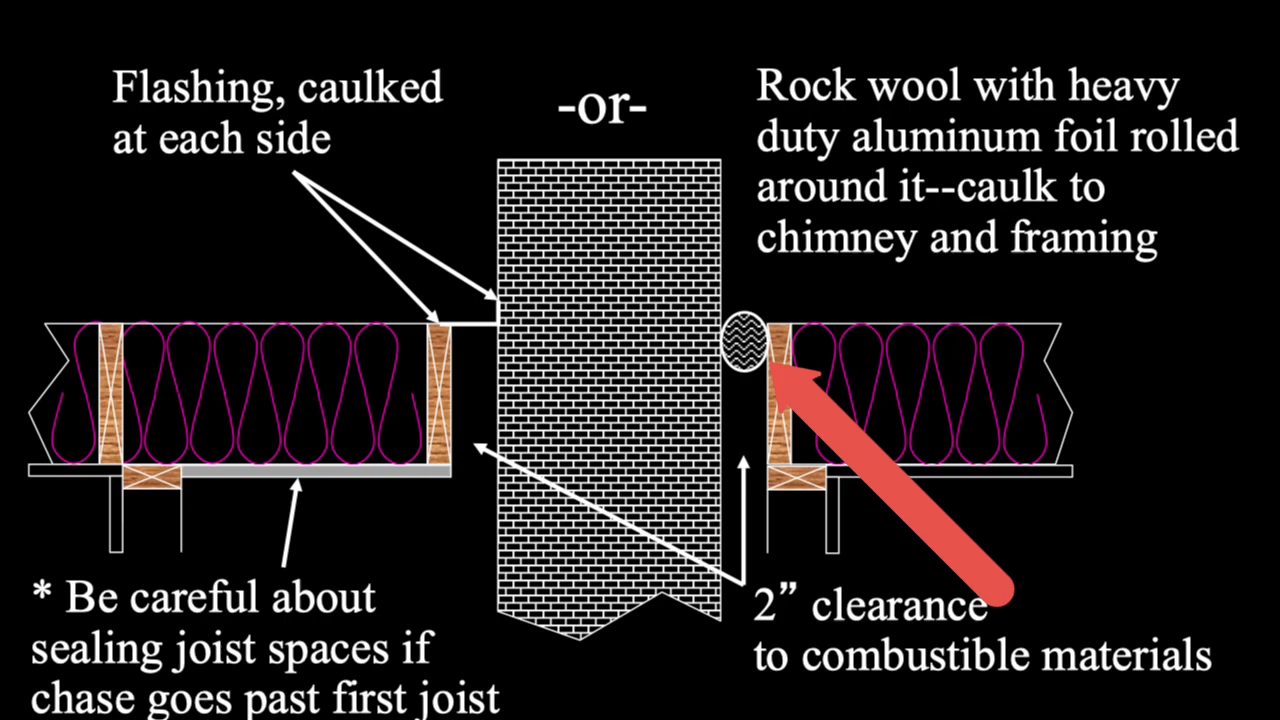 Flashing, caulked
at each side
-or-
Rock wool with heavy
duty aluminum foil rolled
around it--caulk to
chimney and framing
* Be careful about
sealing joist spaces if
chase goes past first joist
2” clearance
to combustible materials